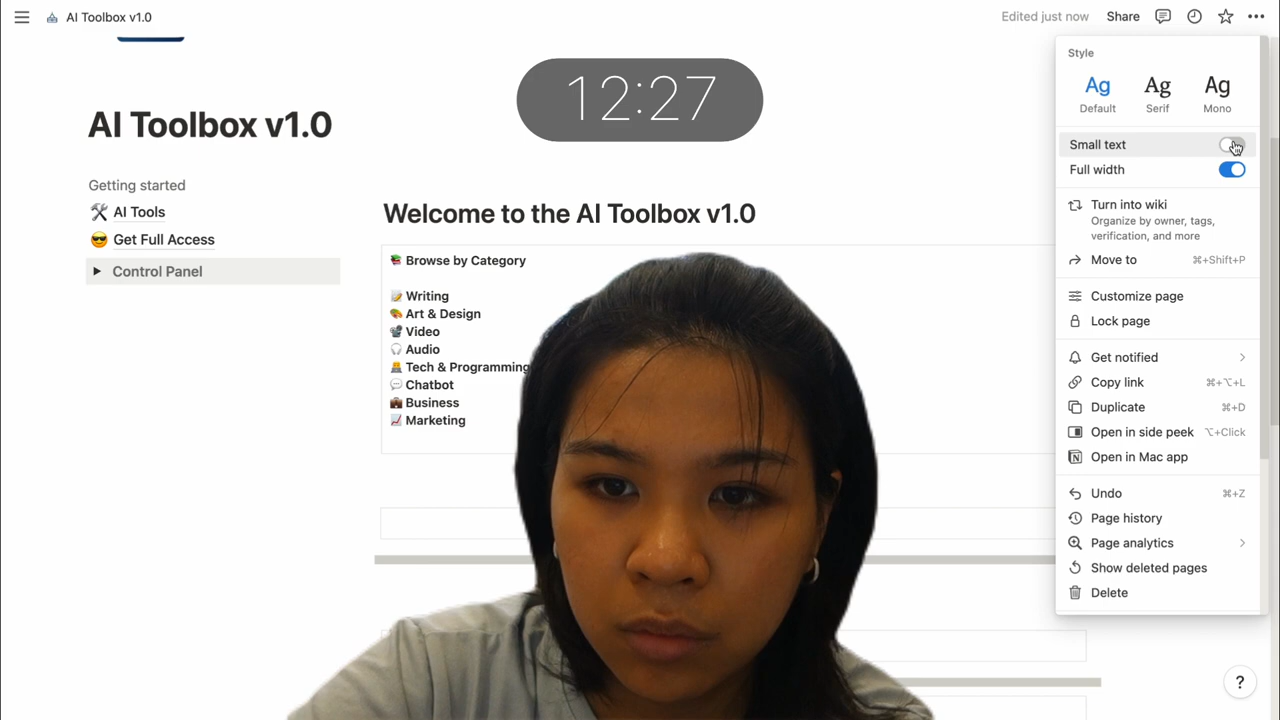 AI Toolbox v1.0
Edited just now
Share
12:27
AI Toolbox v1.0
Getting started
AI Tools
Get Full Access
Control Panel
Welcome to the AI Toolbox v1.0
Browse by Category
Writing
Art & Design
Video
Audio
Tech & Programming
Chatbot
Business
Marketing
Style
Ag Ag Ag
Default Serif Mono
Small text
Full width
Turn into wiki
Organize by owner, tags,
verification, and more
Move to ⌘+Shift+P
Customize page
Lock page
Get notified
Copy link ⌘+⌥+L
Duplicate ⌘+D
Open in side peek ⌥+Click
Open in Mac app
Undo ⌘+Z
Page history
Page analytics
Show deleted pages
Delete
?